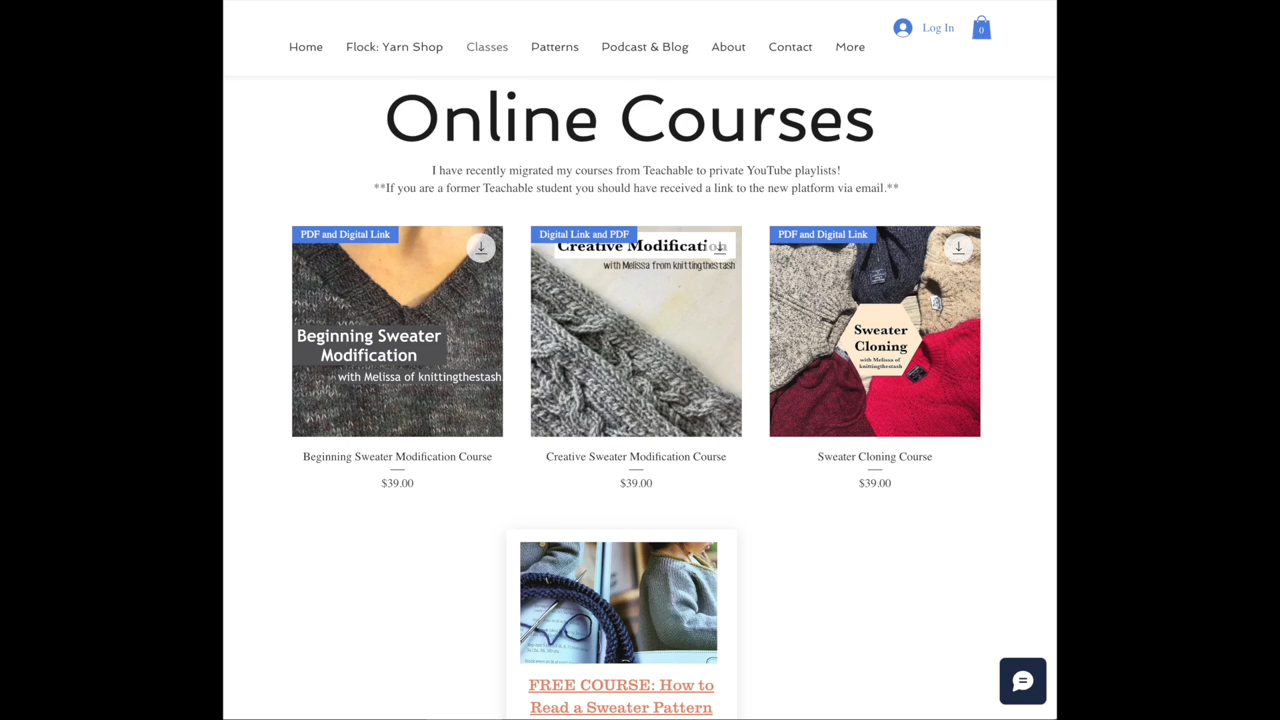 Log In
0
Home Flock: Yarn Shop Classes Patterns Podcast & Blog About Contact More
Online Courses
I have recently migrated my courses from Teachable to private YouTube playlists!
**If you are a former Teachable student you should have received a link to the new platform via email.**
PDF and Digital Link
Beginning Sweater
Modification
with Melissa of knittingthestash
Beginning Sweater Modification Course
$39.00
Digital Link and PDF
Creative Modification
with Melissa from knittingthestash
Creative Sweater Modification Course
$39.00
PDF and Digital Link
Sweater
Cloning
with Melissa of
knittingthestash
Sweater Cloning Course
$39.00
FREE COURSE: How to
Read a Sweater Pattern